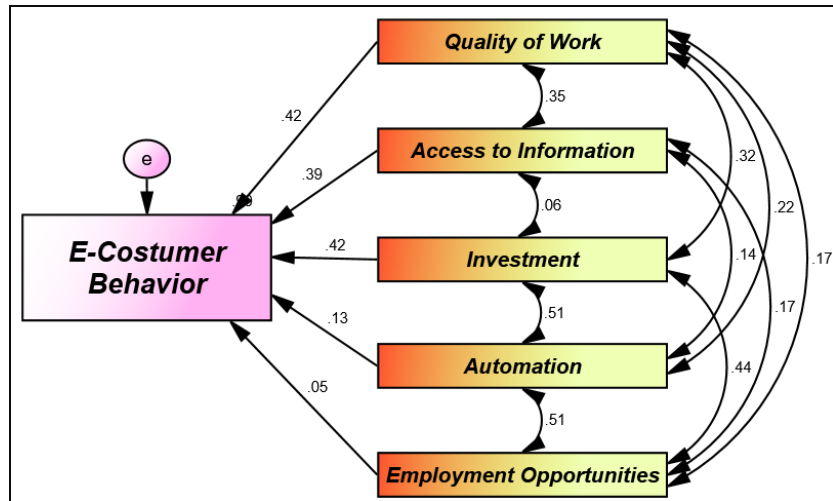 Quality of Work
.42
.35
e
Access to Information
.39
.32
.06
.22
E-Costumer
Behavior
.42
Investment
.14
.17
.13
.51
.17
Automation
.44
.05
.51
Employment Opportunities